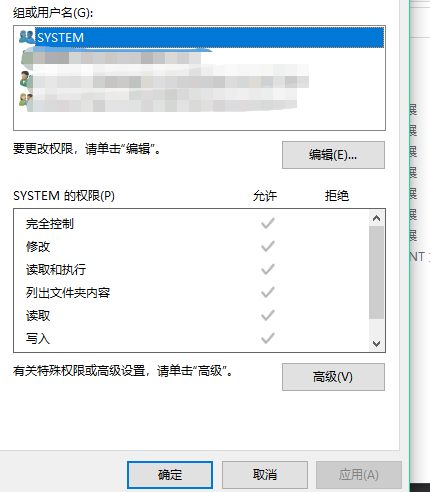 组或用户名(G):
SYSTEM
要更改权限，请单击“编辑”。
编辑(E)...
SYSTEM 的权限(P) 允许 拒绝
完全控制
修改
读取和执行
列出文件夹内容
读取
写入
有关特殊权限或高级设置，请单击“高级”。
高级(V)
确定 取消 应用(A)
展
展
展
展
展
展
展
NT